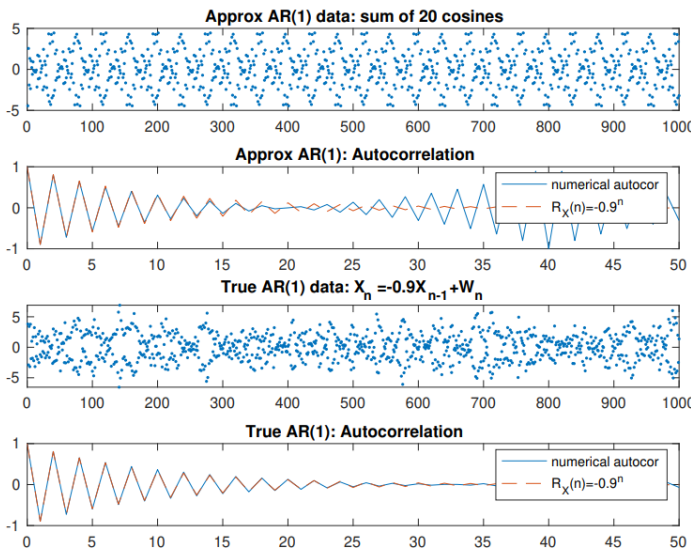 Approx AR(1) data: sum of 20 cosines
5
0
-5
0 100 200 300 400 500 600 700 800 900 1000
Approx AR(1): Autocorrelation
1
0
-1
numerical autocor
R_X(n)=-0.9^n
0 5 10 15 20 25 30 35 40 45 50
True AR(1) data: X_n =-0.9X_{n-1}+W_n
5
0
-5
0 100 200 300 400 500 600 700 800 900 1000
True AR(1): Autocorrelation
1
0
-1
numerical autocor
R_X(n)=-0.9^n
0 5 10 15 20 25 30 35 40 45 50